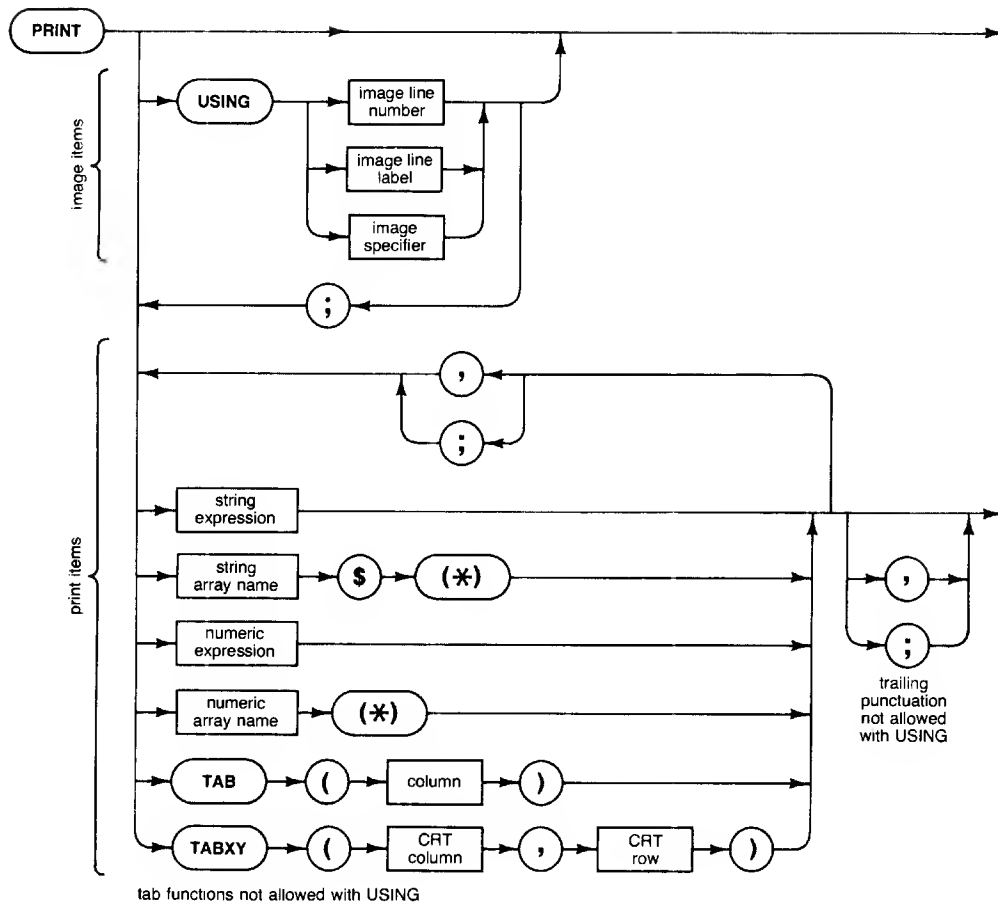 PRINT
image items
USING
image line
number
image line
label
image
specifier
;
print items
,
;
string
expression
string
array name
$
(*)
numeric
expression
numeric
array name
(*)
,
;
trailing
punctuation
not allowed
with USING
TAB
(
column
)
TABXY
(
CRT
column
,
CRT
row
)
tab functions not allowed with USING